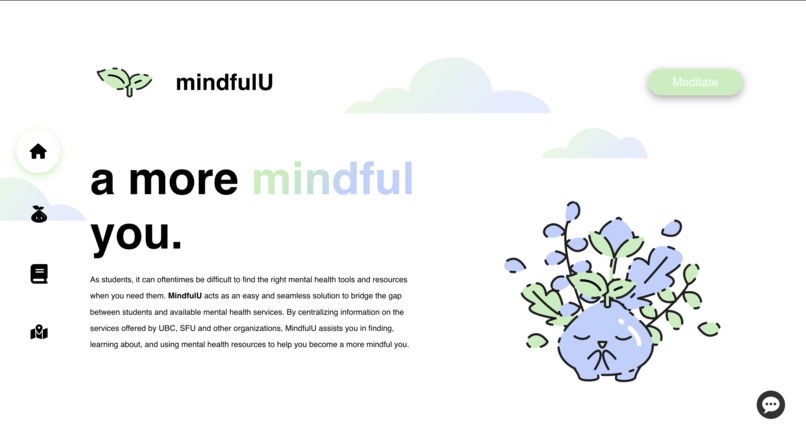 mindfulU
Meditate
a more mindful
you.
As students, it can oftentimes be difficult to find the right mental health tools and resources
when you need them. MindfulU acts as an easy and seamless solution to bridge the gap
between students and available mental health services. By centralizing information on the
services offered by UBC, SFU and other organizations, MindfulU assists you in finding,
learning about, and using mental health resources to help you become a more mindful you.